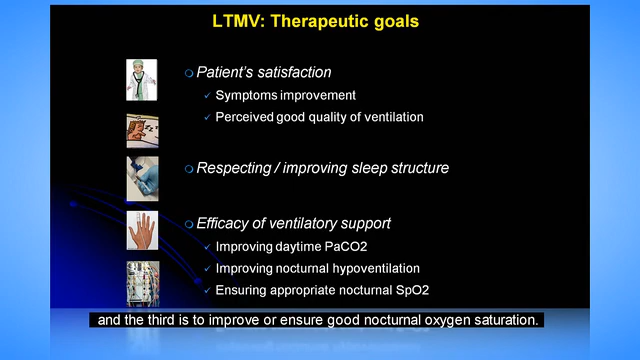 LTMV: Therapeutic goals
Patient's satisfaction
Symptoms improvement
Perceived good quality of ventilation
Respecting / improving sleep structure
Efficacy of ventilatory support
Improving daytime PaCO2
Improving nocturnal hypoventilation
Ensuring appropriate nocturnal SpO2
and the third is to improve or ensure good nocturnal oxygen saturation.